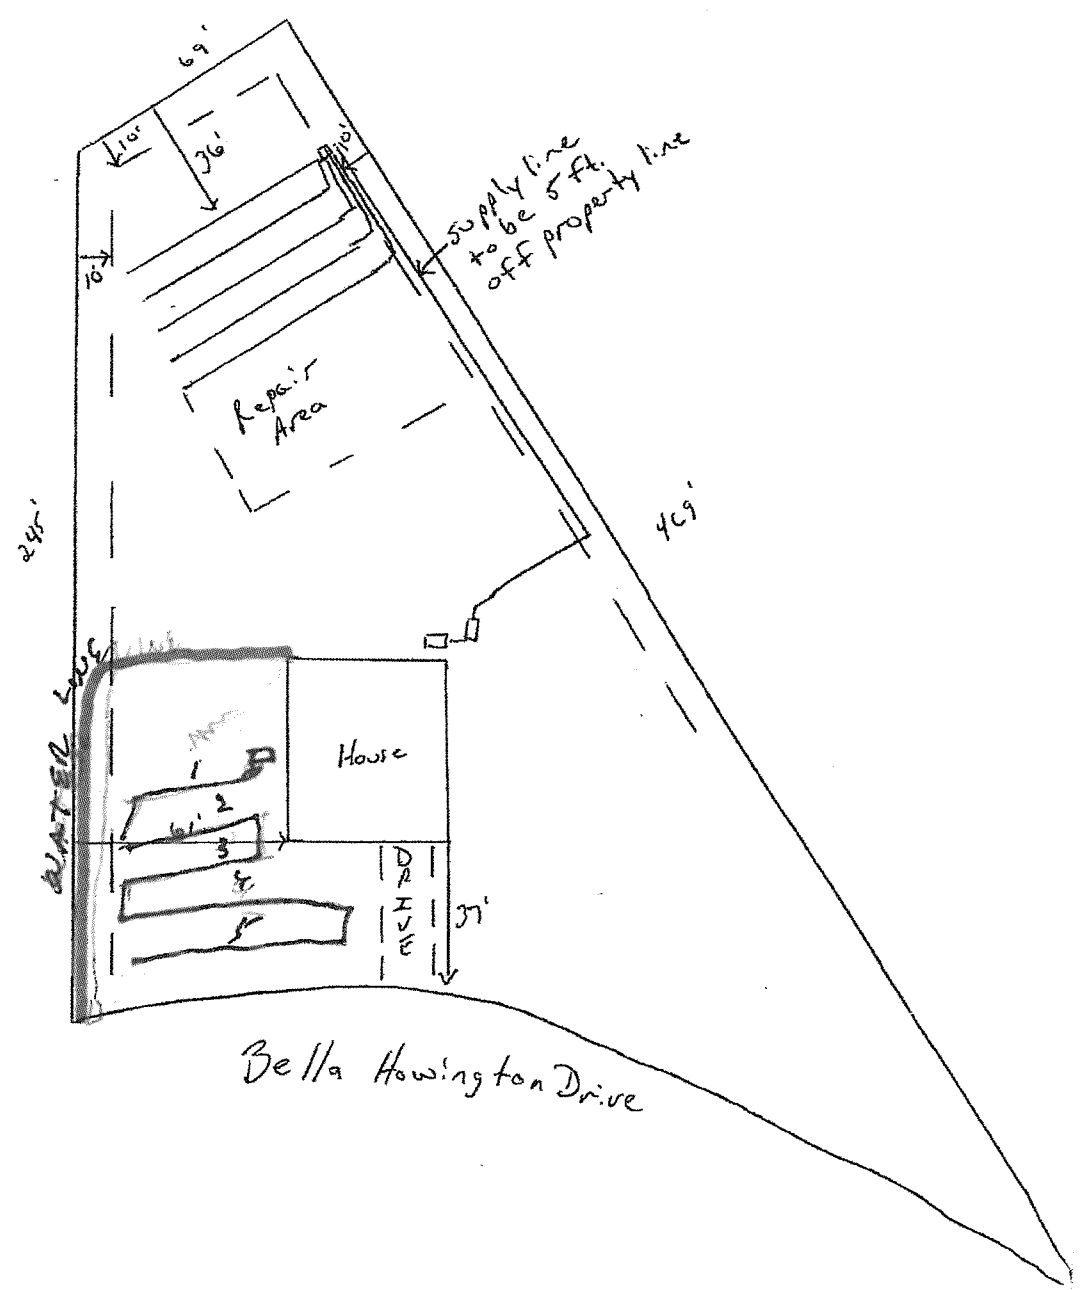 69'
10'
36'
10'
supply line
to be 5 ft.
off property line
10'
Repair
Area
245'
469'
WATER LINE
House
1
2
61'
3
4
5
DRIVE
37'
Bella Howington Drive